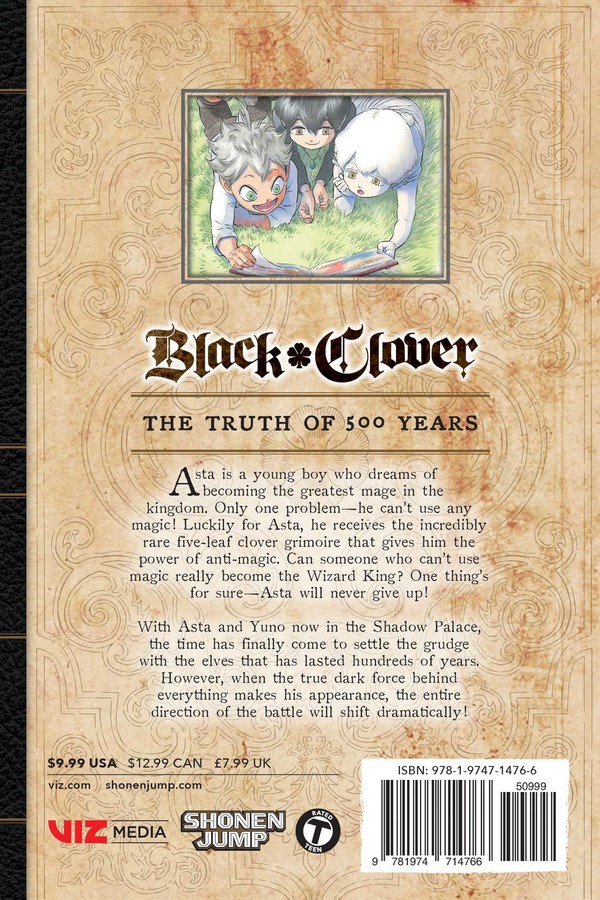 Black Clover
THE TRUTH OF 500 YEARS
Asta is a young boy who dreams of
becoming the greatest mage in the
kingdom. Only one problem—he can't use any
magic! Luckily for Asta, he receives the incredibly
rare five-leaf clover grimoire that gives him the
power of anti-magic. Can someone who can't use
magic really become the Wizard King? One thing's
for sure—Asta will never give up!
With Asta and Yuno now in the Shadow Palace,
the time has finally come to settle the grudge
with the elves that has lasted hundreds of years.
However, when the true dark force behind
everything makes his appearance, the entire
direction of the battle will shift dramatically!
$9.99 USA $12.99 CAN £7.99 UK
viz.com shonenjump.com
VIZ MEDIA
SHONEN
JUMP
RATED
T
TEEN
ISBN: 978-1-9747-1476-6
50999
9 781974 714766